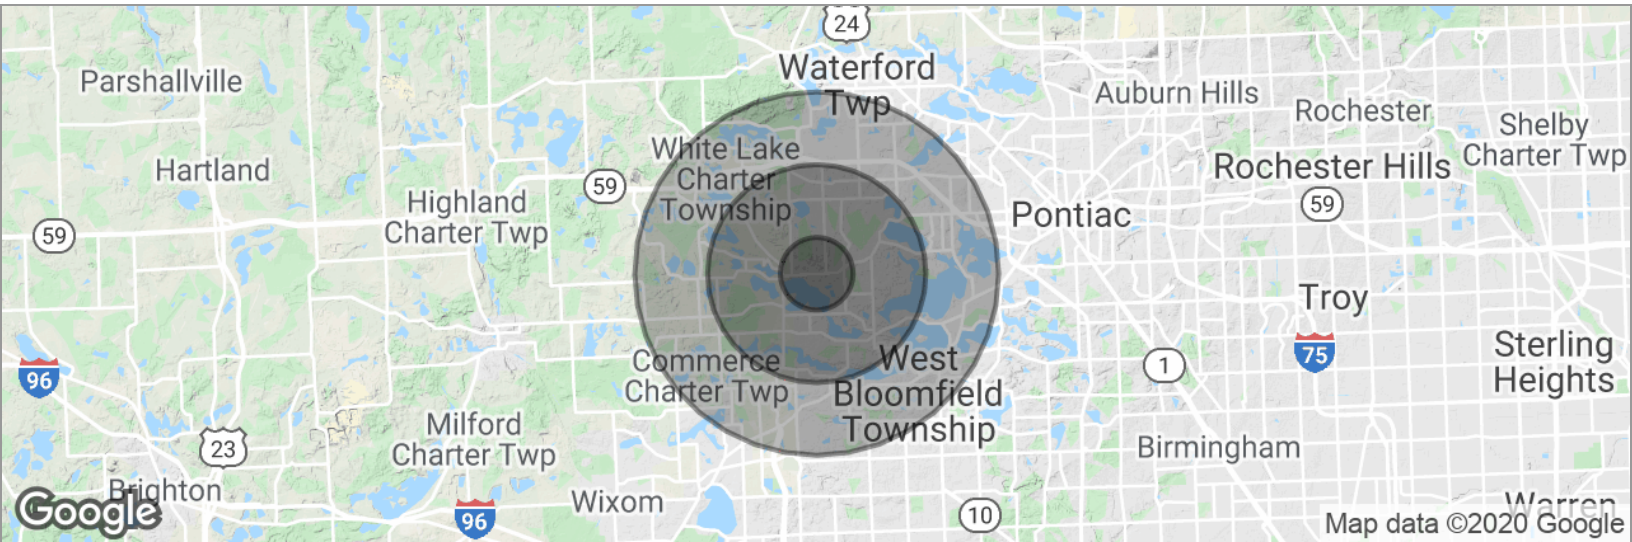 24
Waterford
Twp
Parshallville
Auburn Hills
Rochester
Shelby
Charter Twp
White Lake
Charter
Township
Hartland
Rochester Hills
59
Highland
Charter Twp
Pontiac
59
59
Troy
75
Sterling
Heights
1
96
Commerce
Charter Twp
West
Bloomfield
Township
Milford
Charter Twp
23
Birmingham
Brighton
Wixom
96
10
Warren
Google
Map data ©2020 Google